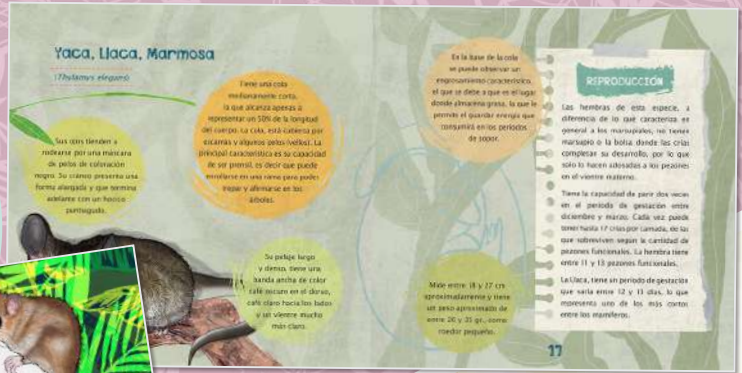 Yaca, Llaca, Marmosa
(Thylamys elegans)
Sus ojos tienden a
rodearse por una máscara
de pelos de coloración
negro. Su cráneo presenta una
forma alargada y que termina
adelante con un hocico
puntiagudo.
Tiene una cola
medianamente corta,
la que alcanza apenas a
representar un 50% de la longitud
del cuerpo. La cola, está cubierta por
escamas y algunos pelos (vellos). La
principal característica es su capacidad
de ser prensil, es decir que puede
enrollarse en una rama para poder
trepar y afirmarse en los
árboles.
Su pelaje largo
y denso, tiene una
banda ancha de color
café oscuro en el dorso,
café claro hacia los lados
y un vientre mucho
más claro.
En la base de la cola
se puede observar un
engrosamiento característico,
el que se debe a que es el lugar
donde almacena grasa, lo que le
permite el guardar energía que
consumirá en los períodos
de sopor.
Mide entre 18 y 27 cm
aproximadamente y tiene
un peso aproximado de
entre 20 y 35 gr., como
roedor pequeño.
REPRODUCCIÓN
Las hembras de esta especie, a
diferencia de lo que caracteriza en
general a los marsupiales, no tienen
marsupio o la bolsa donde las crías
completan su desarrollo, por lo que
solo lo hacen adosadas a los pezones
en el vientre materno.
Tiene la capacidad de parir dos veces
en el período de gestación entre
diciembre y marzo. Cada vez puede
tener hasta 17 crías por camada, de las
que sobreviven según la cantidad de
pezones funcionales. La hembra tiene
entre 11 y 13 pezones funcionales.
La Llaca, tiene un período de gestación
que varía entre 12 y 13 días, lo que
representa uno de los más cortos
entre los mamíferos.
17